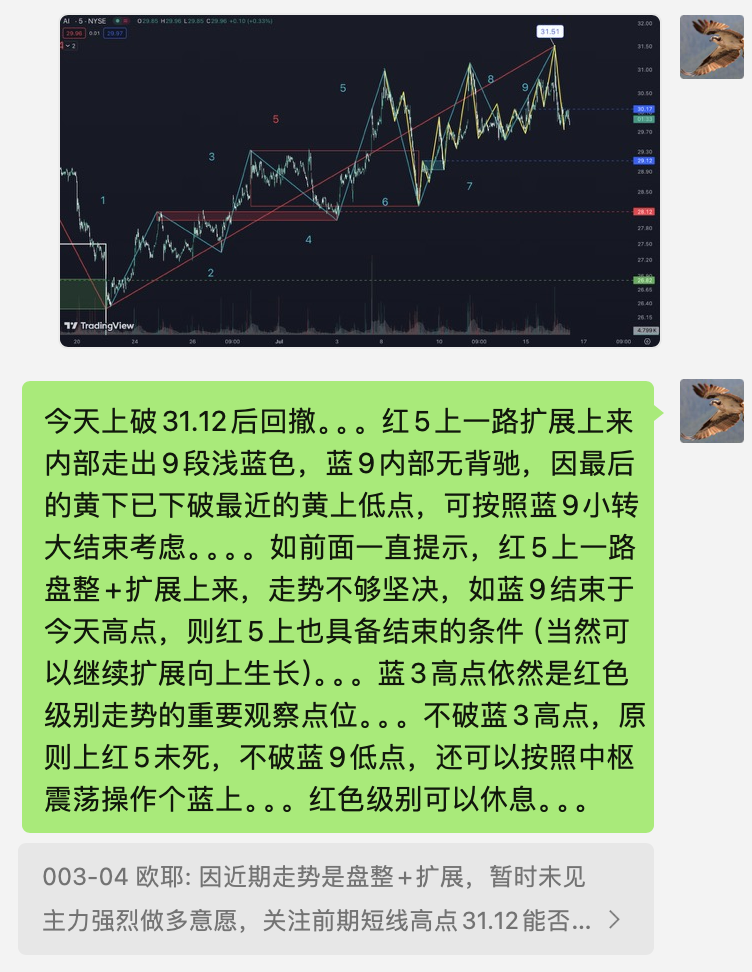 AI · 5 · NYSE O29.85 H29.96 L29.85 C29.96 +0.10 (+0.33%)
29.96 0.01 29.97
2
31.51
32.00
31.50
31.00
5
8
9
30.50
30.17
01:33
29.70
5
3
29.30
29.12
28.90
7
28.50
1
6
28.12
4
27.80
27.50
2
27.20
26.82
26.65
26.40
26.15
TradingView
4.799K
20 24 26 09:00 Jul 3 8 10 09:00 15 17 09:00
今天上破31.12后回撤。。。红5上一路扩展上来
内部走出9段浅蓝色，蓝9内部无背驰，因最后
的黄下已下破最近的黄上低点，可按照蓝9小转
大结束考虑。。。。如前面一直提示，红5上一路
盘整+扩展上来，走势不够坚决，如蓝9结束于
今天高点，则红5上也具备结束的条件（当然可
以继续扩展向上生长）。。。蓝3高点依然是红色
级别走势的重要观察点位。。。不破蓝3高点，原
则上红5未死，不破蓝9低点，还可以按照中枢
震荡操作个蓝上。。。红色级别可以休息。。。
003-04 欧耶: 因近期走势是盘整+扩展，暂时未见
主力强烈做多意愿，关注前期短线高点31.12能否...